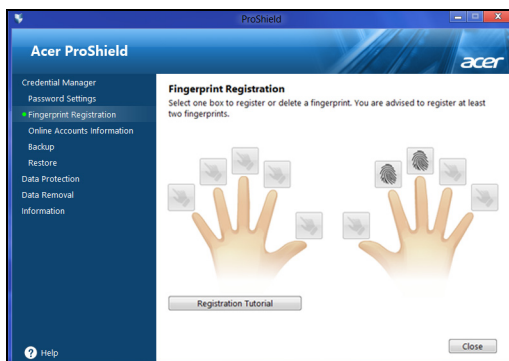 ProShield
Acer ProShield
acer
Credential Manager
Password Settings
Fingerprint Registration
Online Accounts Information
Backup
Restore
Data Protection
Data Removal
Information
Fingerprint Registration
Select one box to register or delete a fingerprint. You are advised to register at least
two fingerprints.
Registration Tutorial
Close
? Help